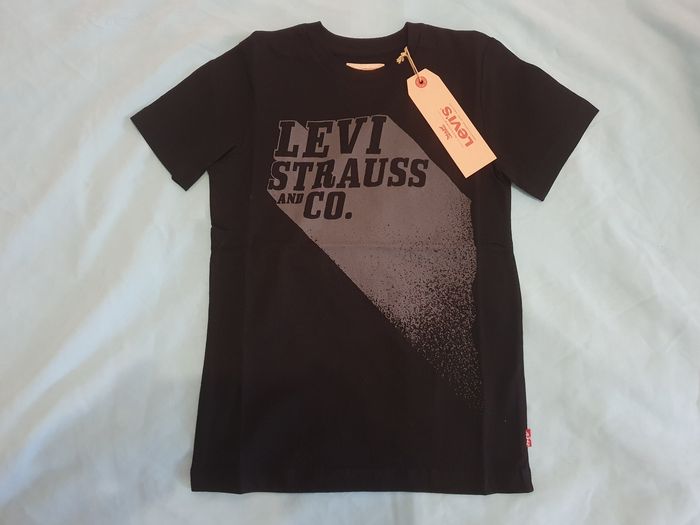 LEVI
STRAUSS
AND CO.
LEVI'S